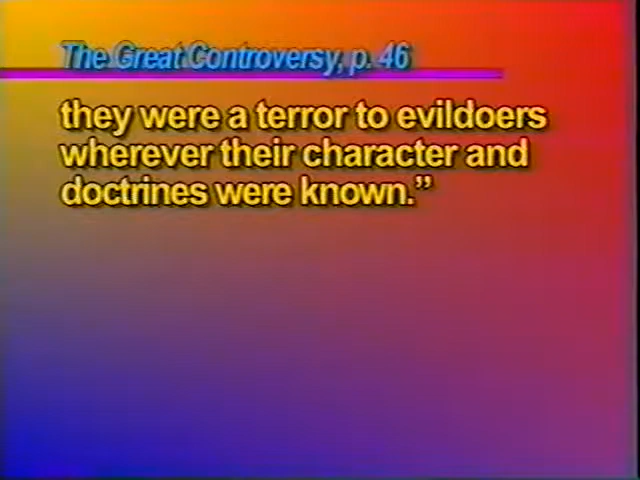 The Great Controversy, p. 46
they were a terror to evildoers
wherever their character and
doctrines were known.”